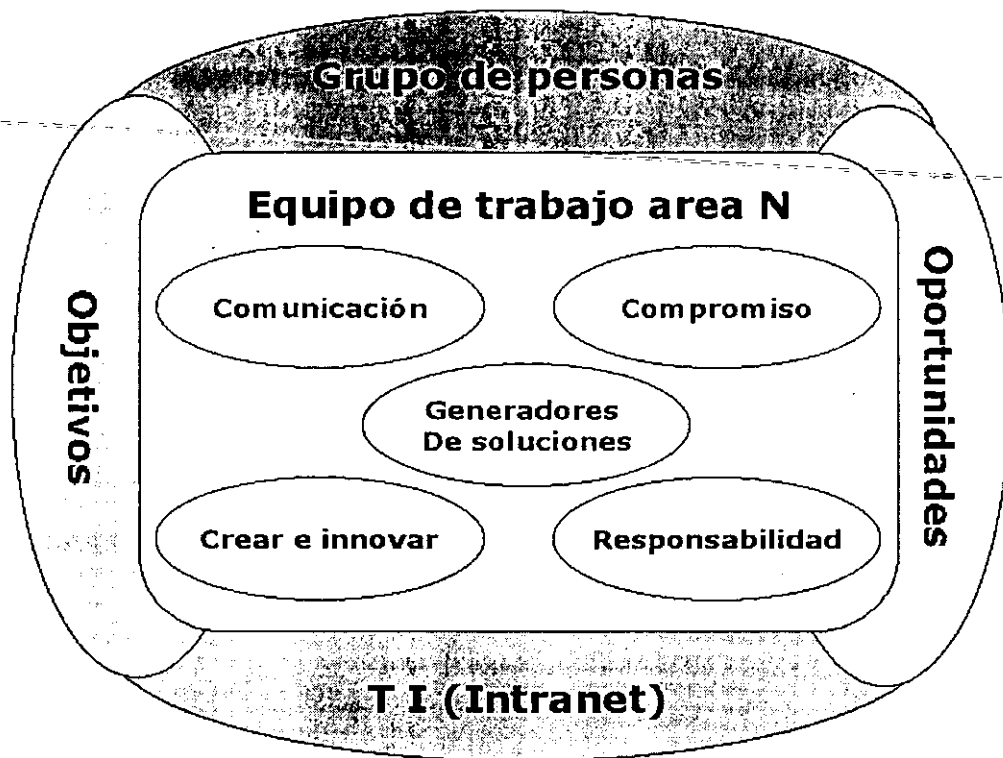 Grupo de personas
Equipo de trabajo area N
Objetivos
Oportunidades
Comunicación
Compromiso
Generadores
De soluciones
Crear e innovar
Responsabilidad
T I (Intranet)